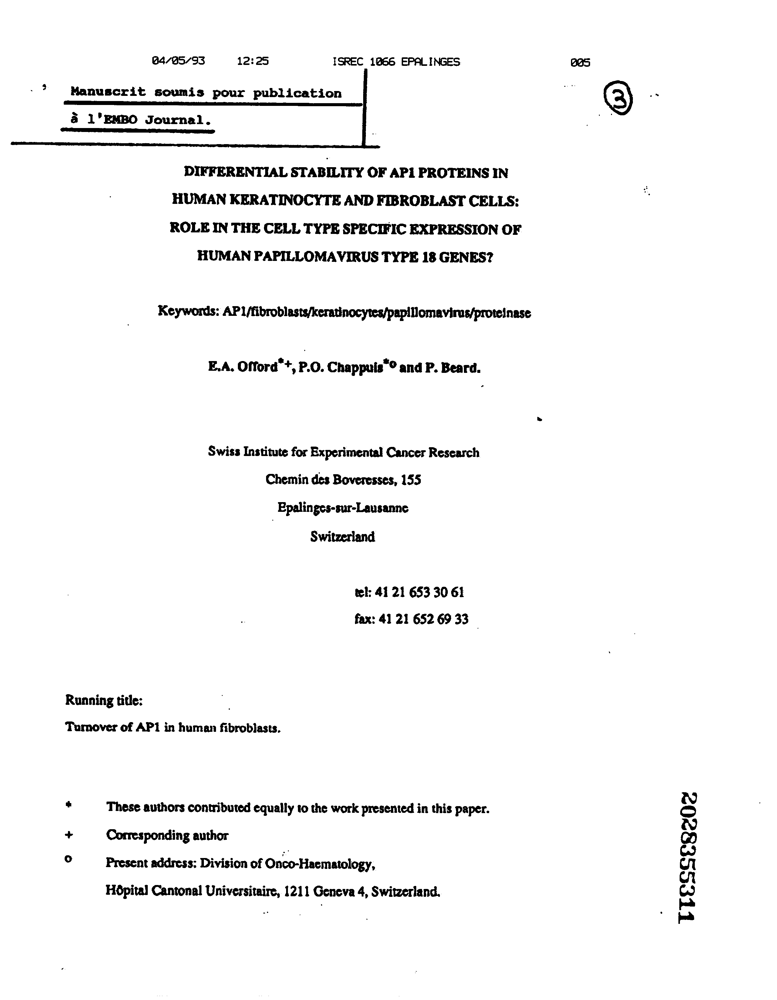 04/05/93 12:25 ISREC 1066 EPALINGES 005
Manuscrit soumis pour publication
à l'EMBO Journal.
3
DIFFERENTIAL STABILITY OF AP1 PROTEINS IN
HUMAN KERATINOCYTE AND FIBROBLAST CELLS:
ROLE IN THE CELL TYPE SPECIFIC EXPRESSION OF
HUMAN PAPILLOMAVIRUS TYPE 18 GENES?
Keywords: AP1/fibroblasts/keratinocytes/papillomavirus/proteinase
E.A. Offord*+, P.O. Chappuis*o and P. Beard.
Swiss Institute for Experimental Cancer Research
Chemin des Boveresses, 155
Epalinges-sur-Lausanne
Switzerland
tel: 41 21 653 30 61
fax: 41 21 652 69 33
Running title:
Turnover of AP1 in human fibroblasts.
* These authors contributed equally to the work presented in this paper.
+ Corresponding author
o Present address: Division of Onco-Haematology,
Hôpital Cantonal Universitaire, 1211 Geneva 4, Switzerland.
2028355311